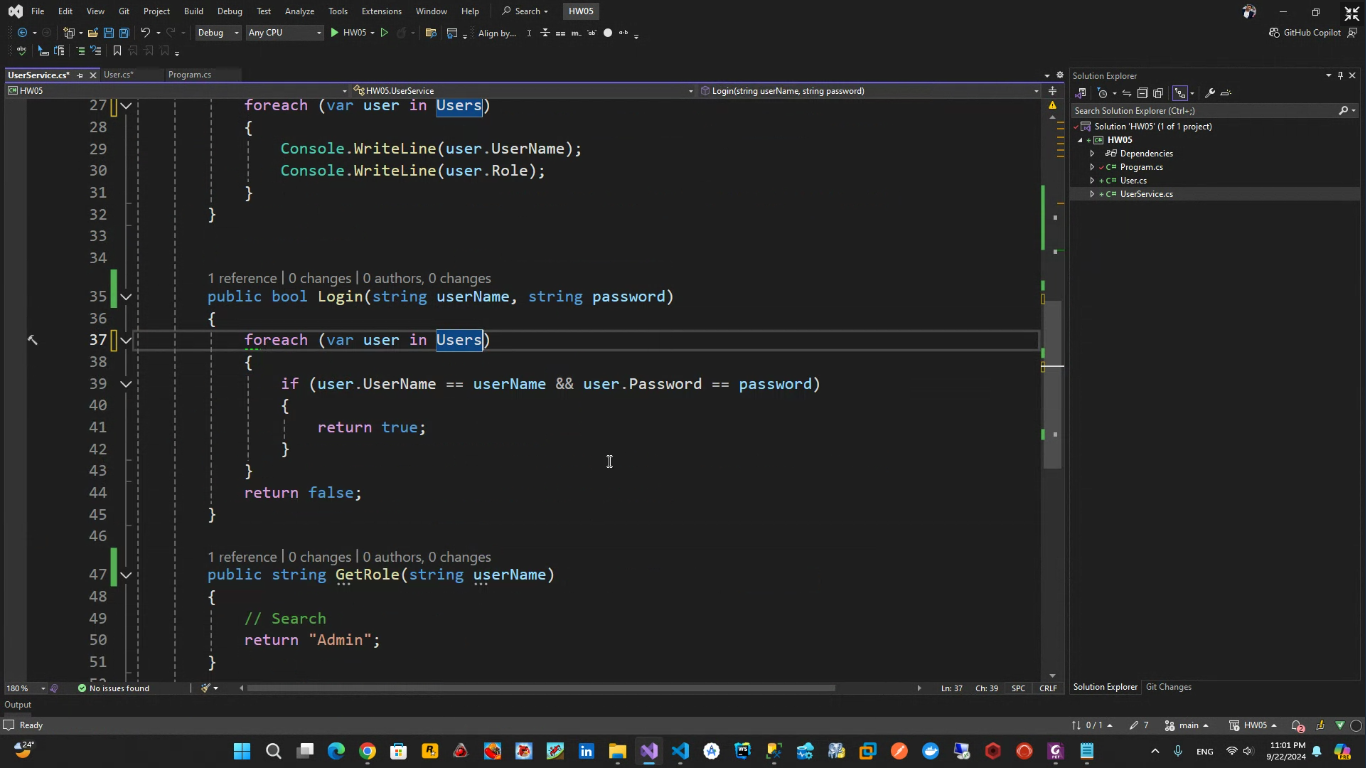 File Edit View Git Project Build Debug Test Analyze Tools Extensions Window Help Search HW05
Debug Any CPU HW05 Align by... GitHub Copilot
UserService.cs* User.cs* Program.cs
HW05 HW05.UserService Login(string userName, string password)
27 foreach (var user in Users)
28 {
29 Console.WriteLine(user.UserName);
30 Console.WriteLine(user.Role);
31 }
32 }
33
34
1 reference | 0 changes | 0 authors, 0 changes
35 public bool Login(string userName, string password)
36 {
37 foreach (var user in Users)
38 {
39 if (user.UserName == userName && user.Password == password)
40 {
41 return true;
42 }
43 }
44 return false;
45 }
46
1 reference | 0 changes | 0 authors, 0 changes
47 public string GetRole(string userName)
48 {
49 // Search
50 return "Admin";
51 }
180 % No issues found Ln: 37 Ch: 39 SPC CRLF
Solution Explorer
Search Solution Explorer (Ctrl+;)
Solution 'HW05' (1 of 1 project)
HW05
Dependencies
Program.cs
User.cs
UserService.cs
Solution Explorer Git Changes
Output
Ready 0 / 1 7 main HW05 2
24° ENG 11:01 PM
9/22/2024